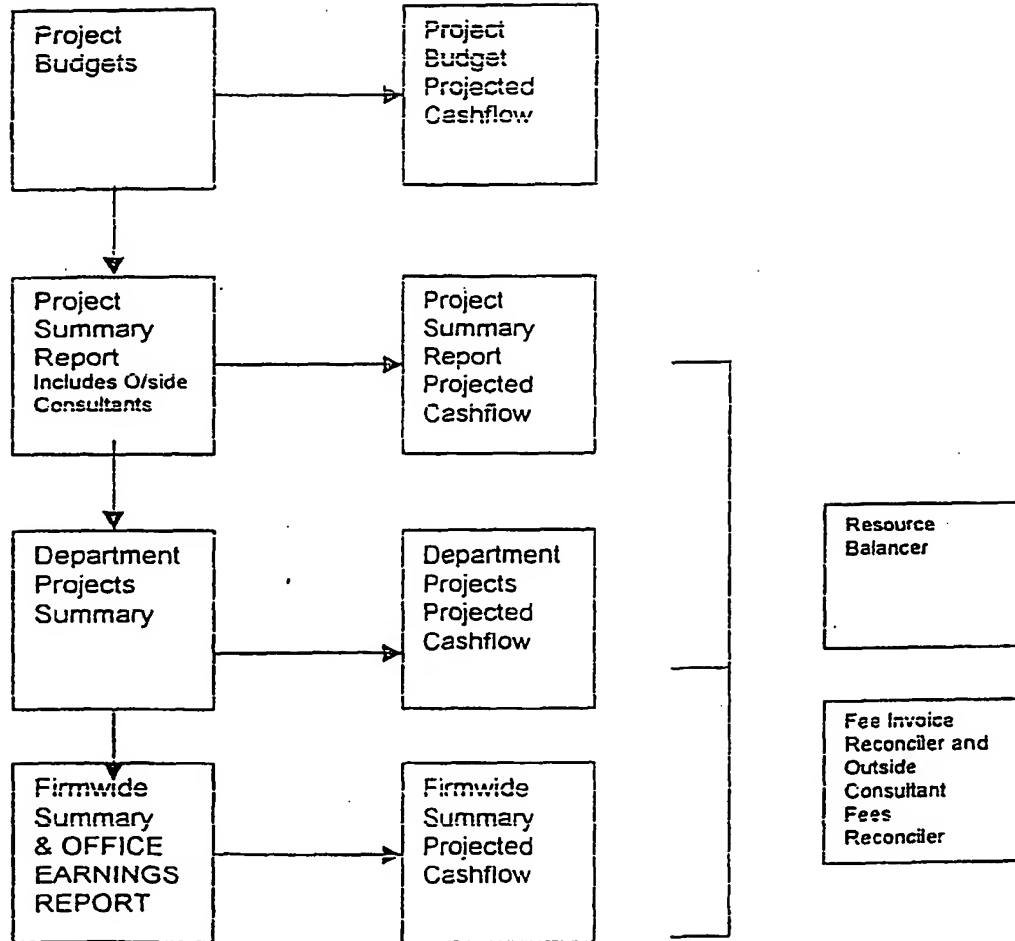 Project
Budgets
Project
Budget
Projected
Cashflow
Project
Summary
Report
Includes O/side
Consultants
Project
Summary
Report
Projected
Cashflow
Department
Projects
Summary
Department
Projects
Projected
Cashflow
Resource
Balancer
Firmwide
Summary
& OFFICE
EARNINGS
REPORT
Firmwide
Summary
Projected
Cashflow
Fee Invoice
Reconciler and
Outside
Consultant
Fees
Reconciler